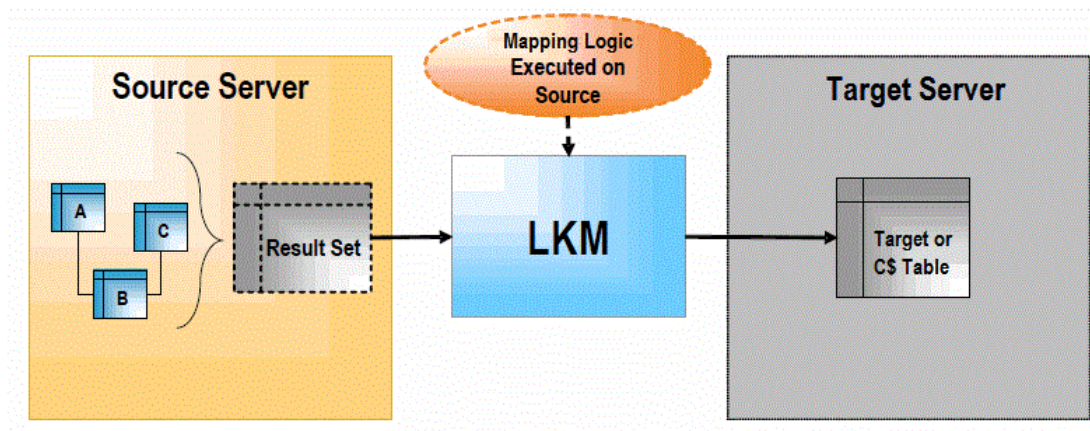 Mapping Logic
Executed on
Source
Source Server
Target Server
A
C
B
Result Set
LKM
Target or
C$ Table